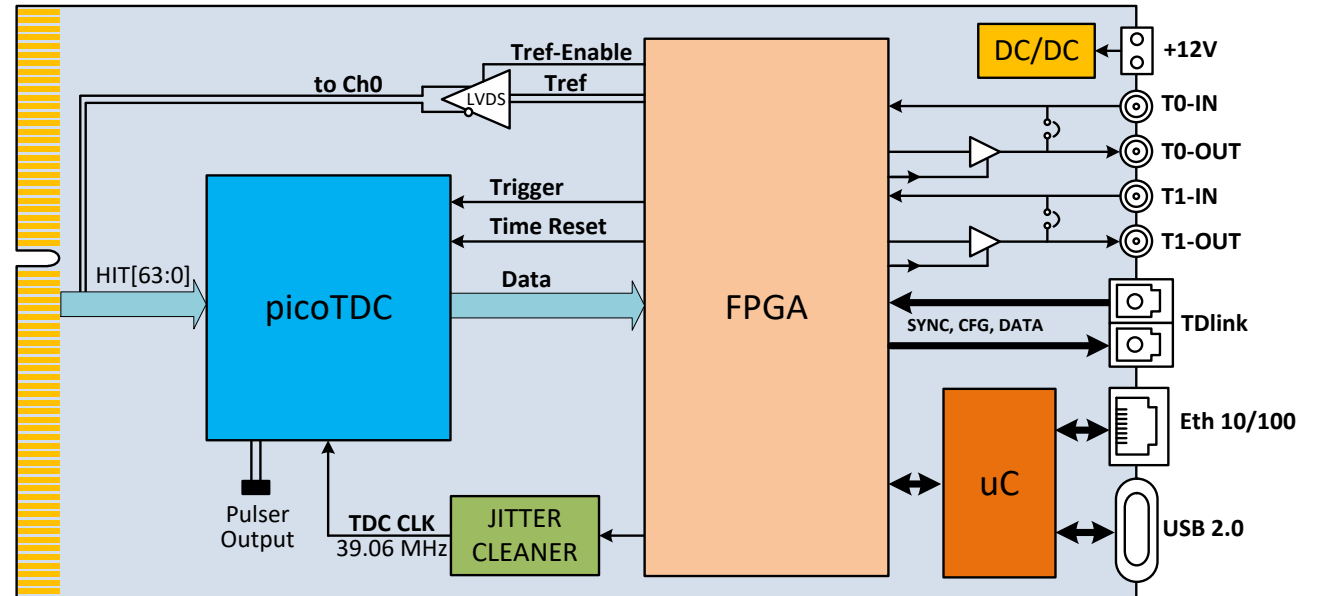 DC/DC
+12V
Tref-Enable
to Ch0
LVDS
Tref
T0-IN
T0-OUT
Trigger
T1-IN
Time Reset
T1-OUT
HIT[63:0]
Data
picoTDC
FPGA
SYNC, CFG, DATA
TDlink
Eth 10/100
uC
Pulser
Output
TDC CLK
39.06 MHz
JITTER
CLEANER
USB 2.0